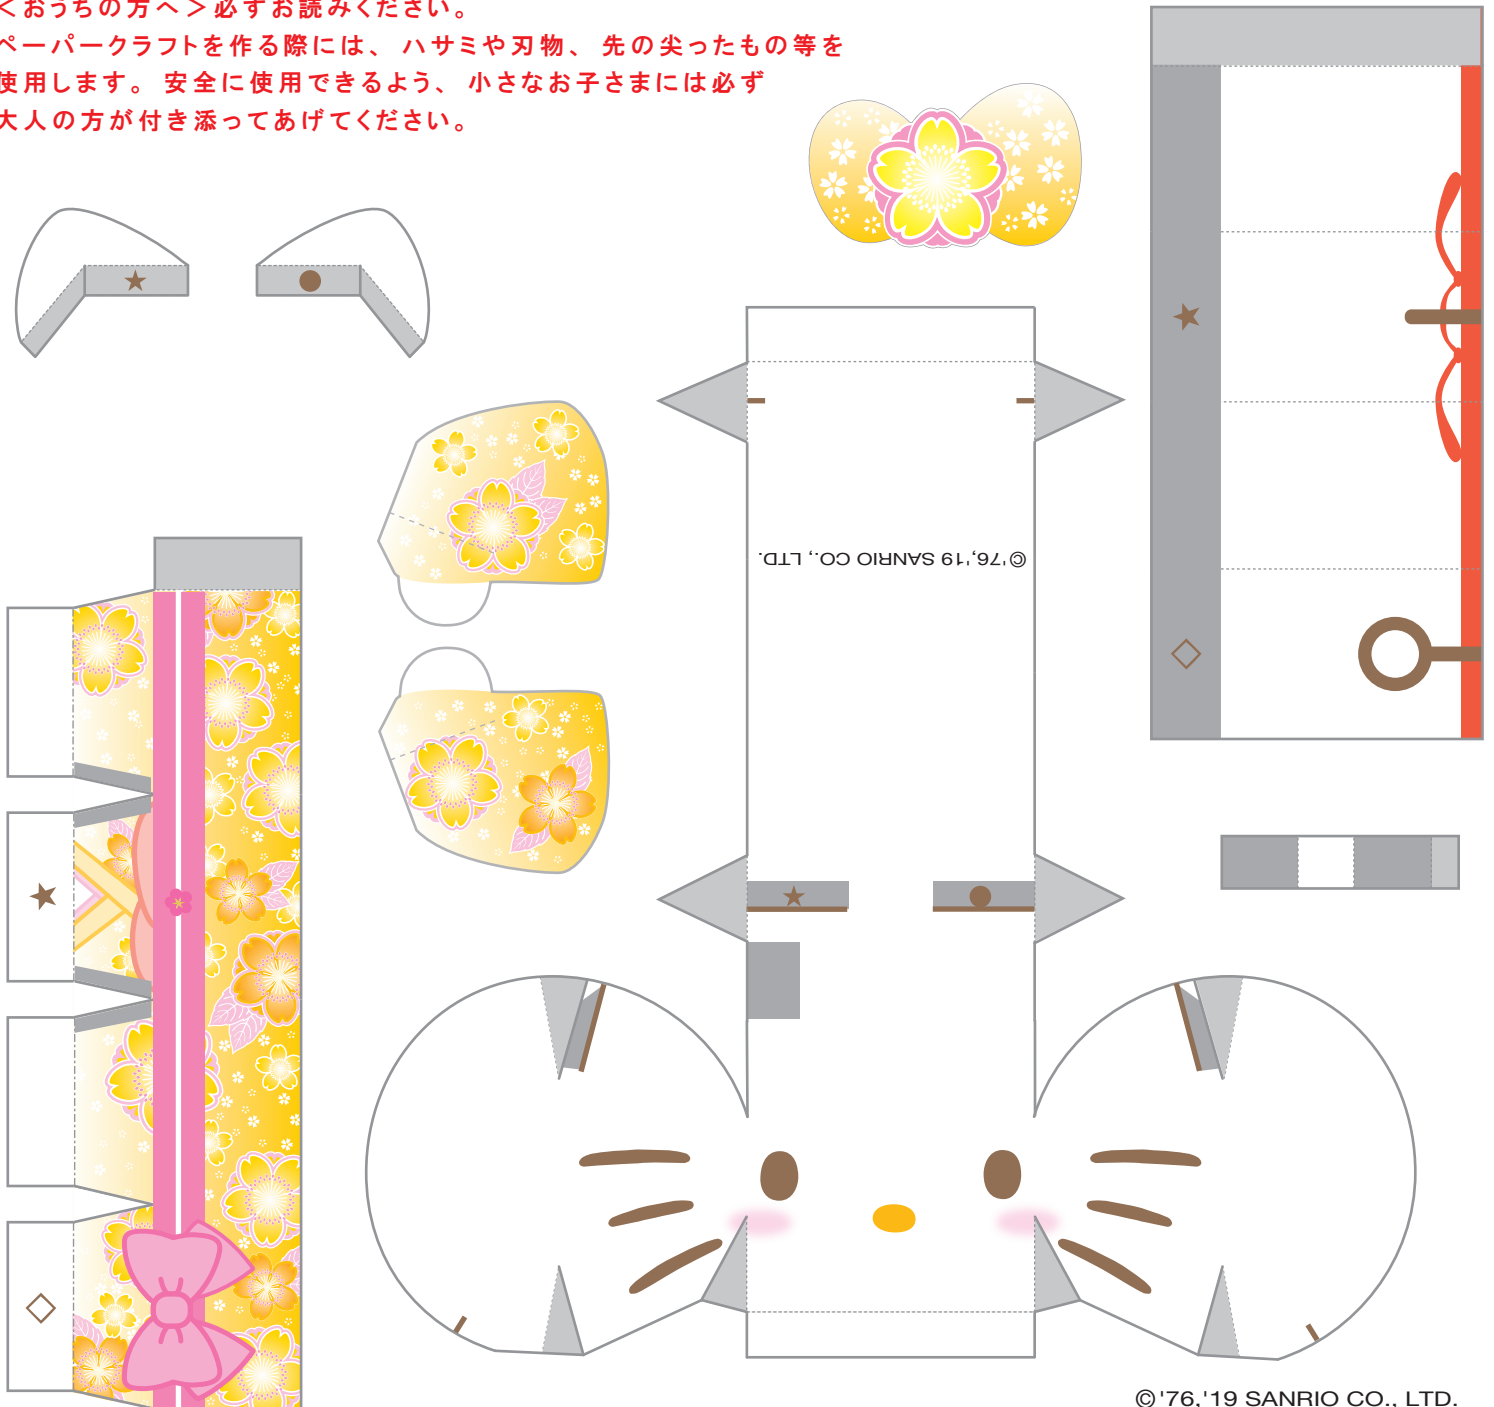 ＜おうちの方へ＞必ずお読みください。
ペーパークラフトを作る際には、ハサミや刃物、先の尖ったもの等を
使用します。安全に使用できるよう、小さなお子さまには必ず
大人の方が付き添ってあげてください。
©'76,'19 SANRIO CO., LTD.
©'76,'19 SANRIO CO., LTD.